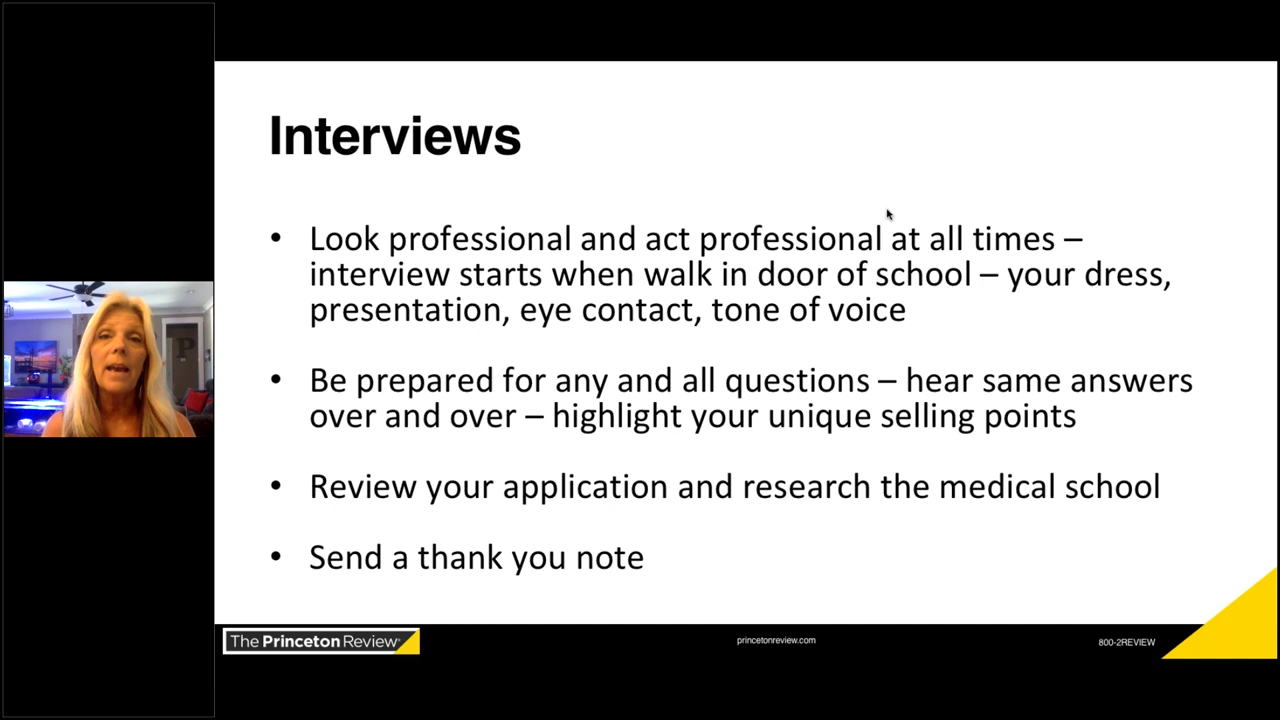 Interviews
• Look professional and act professional at all times –
interview starts when walk in door of school – your dress,
presentation, eye contact, tone of voice
• Be prepared for any and all questions – hear same answers
over and over – highlight your unique selling points
• Review your application and research the medical school
• Send a thank you note
P
The Princeton Review®
princetonreview.com
800-2REVIEW